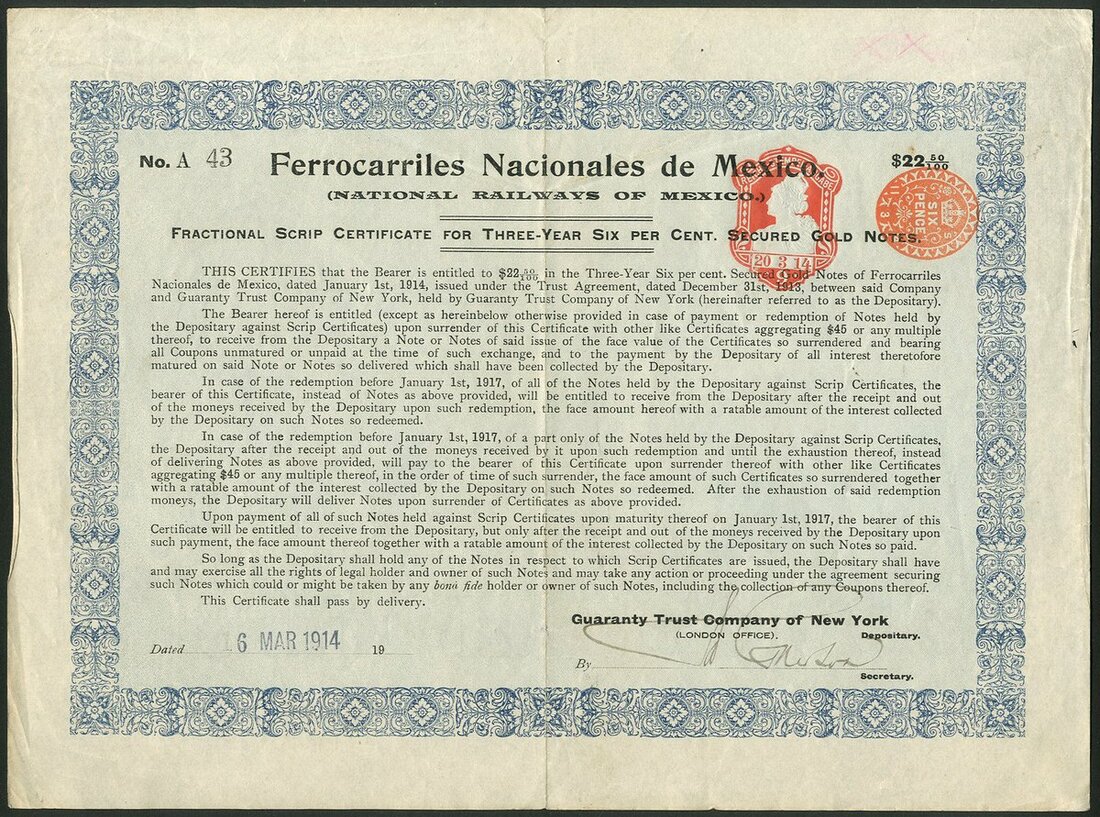 No. A 43
Ferrocarriles Nacionales de Mexico.
$22 50/100
(NATIONAL RAILWAYS OF MEXICO.)
SIX PENCE
FRACTIONAL SCRIP CERTIFICATE FOR THREE-YEAR SIX PER CENT. SECURED GOLD NOTES.
20 3 14
THIS CERTIFIES that the Bearer is entitled to $22 50/100 in the Three-Year Six per cent. Secured Gold Notes of Ferrocarriles
Nacionales de Mexico, dated January 1st, 1914, issued under the Trust Agreement, dated December 31st, 1913, between said Company
and Guaranty Trust Company of New York, held by Guaranty Trust Company of New York (hereinafter referred to as the Depositary).
The Bearer hereof is entitled (except as hereinbelow otherwise provided in case of payment or redemption of Notes held by
the Depositary against Scrip Certificates) upon surrender of this Certificate with other like Certificates aggregating $45 or any multiple
thereof, to receive from the Depositary a Note or Notes of said issue of the face value of the Certificates so surrendered and bearing
all Coupons unmatured or unpaid at the time of such exchange, and to the payment by the Depositary of all interest theretofore
matured on said Note or Notes so delivered which shall have been collected by the Depositary.
In case of the redemption before January 1st, 1917, of all of the Notes held by the Depositary against Scrip Certificates, the
bearer of this Certificate, instead of Notes as above provided, will be entitled to receive from the Depositary after the receipt and out
of the moneys received by the Depositary upon such redemption, the face amount hereof with a ratable amount of the interest collected
by the Depositary on such Notes so redeemed.
In case of the redemption before January 1st, 1917, of a part only of the Notes held by the Depositary against Scrip Certificates,
the Depositary after the receipt and out of the moneys received by it upon such redemption and until the exhaustion thereof, instead
of delivering Notes as above provided, will pay to the bearer of this Certificate upon surrender thereof with other like Certificates
aggregating $45 or any multiple thereof, in the order of time of such surrender, the face amount of such Certificates so surrendered together
with a ratable amount of the interest collected by the Depositary on such Notes so redeemed. After the exhaustion of said redemption
moneys, the Depositary will deliver Notes upon surrender of Certificates as above provided.
Upon payment of all of such Notes held against Scrip Certificates upon maturity thereof on January 1st, 1917, the bearer of this
Certificate will be entitled to receive from the Depositary, but only after the receipt and out of the moneys received by the Depositary upon
such payment, the face amount thereof together with a ratable amount of the interest collected by the Depositary on such Notes so paid.
So long as the Depositary shall hold any of the Notes in respect to which Scrip Certificates are issued, the Depositary shall have
and may exercise all the rights of legal holder and owner of such Notes and may take any action or proceeding under the agreement securing
such Notes which could or might be taken by any bonâ fide holder or owner of such Notes, including the collection of any Coupons thereof.
This Certificate shall pass by delivery.
Guaranty Trust Company of New York
(LONDON OFFICE). Depositary.
Dated 16 MAR 1914 19
By
Secretary.